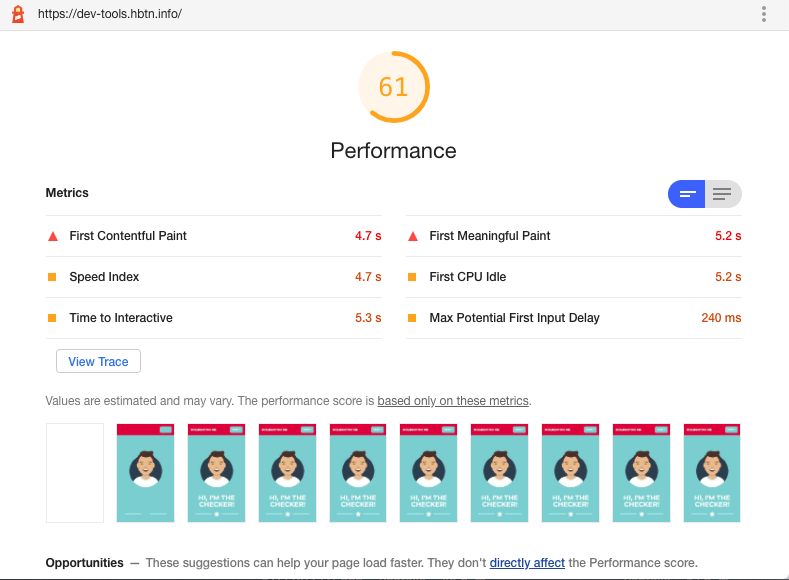 https://dev-tools.hbtn.info/
61
Performance
Metrics
First Contentful Paint 4.7 s
First Meaningful Paint 5.2 s
Speed Index 4.7 s
First CPU Idle 5.2 s
Time to Interactive 5.3 s
Max Potential First Input Delay 240 ms
View Trace
Values are estimated and may vary. The performance score is based only on these metrics.
HI, I'M THE
CHECKER!
HI, I'M THE
CHECKER!
HI, I'M THE
CHECKER!
HI, I'M THE
CHECKER!
HI, I'M THE
CHECKER!
HI, I'M THE
CHECKER!
HI, I'M THE
CHECKER!
HI, I'M THE
CHECKER!
Opportunities — These suggestions can help your page load faster. They don't directly affect the Performance score.